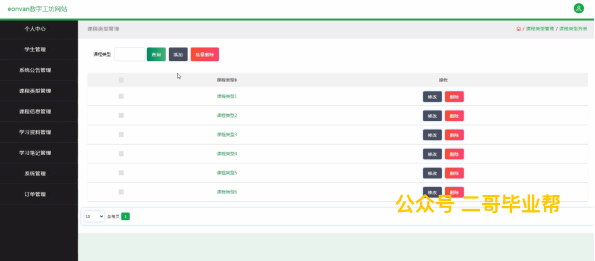 eonvan数字工坊网站
个人中心
学生管理
系统公告管理
课程类型管理
课程信息管理
学习资料管理
学习笔记管理
系统管理
订单管理
课程类型管理
课程类型管理 / 课程类型列表
课程类型 查询 添加 批量删除
课程类型 操作
课程类型1 修改 删除
课程类型2 修改 删除
课程类型3 修改 删除
课程类型4 修改 删除
课程类型5 修改 删除
课程类型6 修改 删除
10 1
公众号 二哥毕业帮